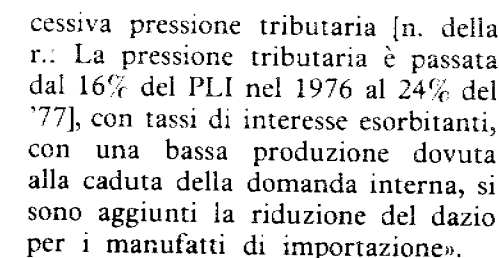 cessiva pressione tributaria [n. della
r.: La pressione tributaria è passata
dal 16% del PLI nel 1976 al 24% del
'77], con tassi di interesse esorbitanti,
con una bassa produzione dovuta
alla caduta della domanda interna, si
sono aggiunti la riduzione del dazio
per i manufatti di importazione».